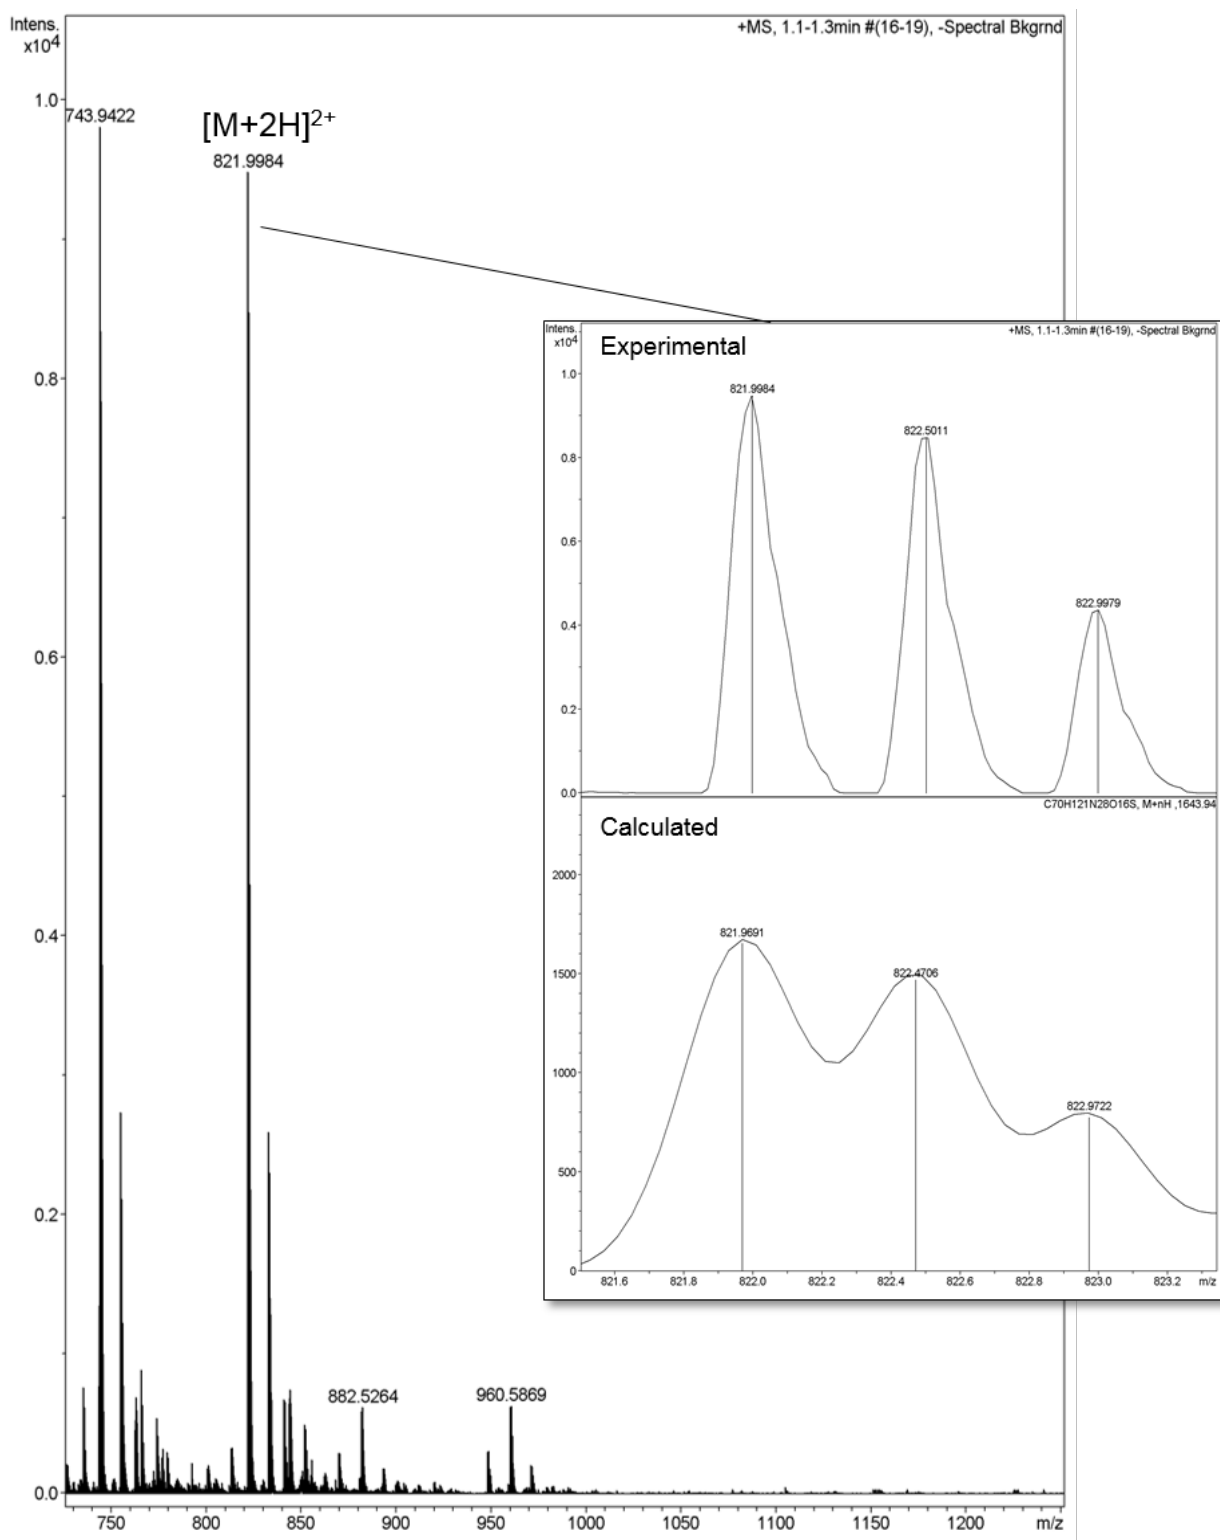 Intens.
x10⁴
+MS, 1.1-1.3min #(16-19), -Spectral Bkgrnd
1.0
0.8
0.6
0.4
0.2
0.0
743.9422
[M+2H]²⁺
821.9984
882.5264
960.5869
750 800 850 900 950 1000 1050 1100 1150 1200 m/z
Intens.
x10⁴
+MS, 1.1-1.3min #(16-19), -Spectral Bkgrnd
Experimental
1.0
0.8
0.6
0.4
0.2
0.0
821.9984
822.5011
822.9979
C70H121N28O16S, M+nH ,1643.94
Calculated
2000
1500
1000
500
0
821.9691
822.4706
822.9722
821.6 821.8 822.0 822.2 822.4 822.6 822.8 823.0 823.2 m/z